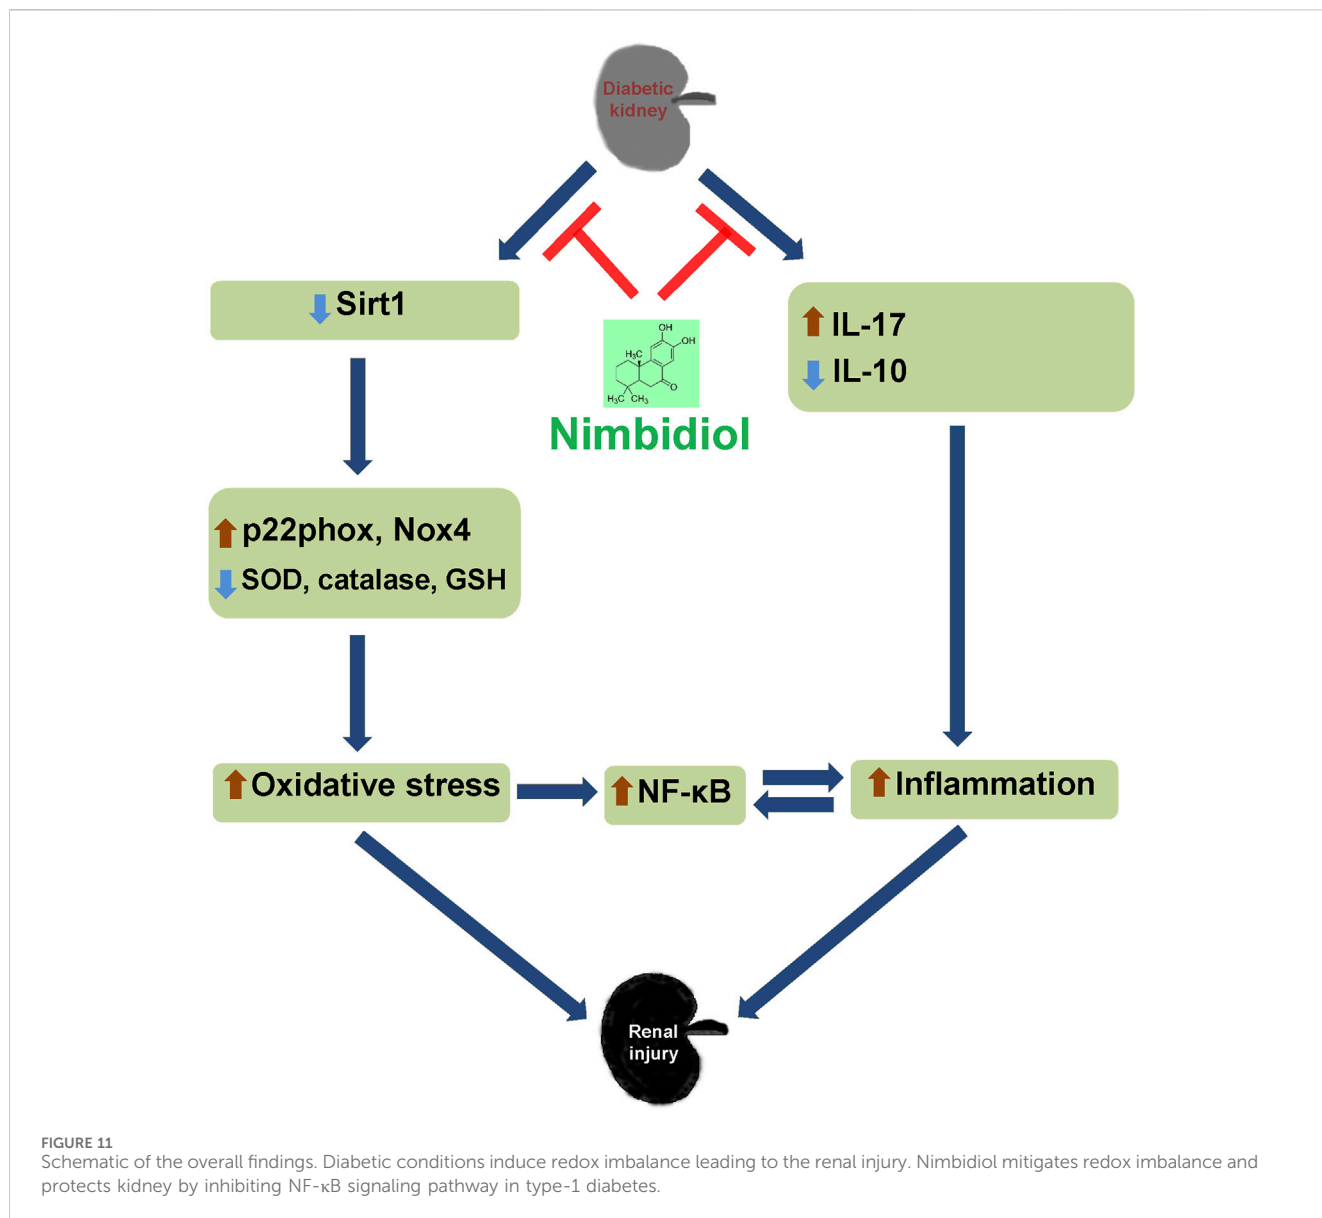 Diabetic
kidney
Sirt1
IL-17
IL-10
OH
OH
H₃C
O
H₃C CH₃
Nimbidiol
p22phox, Nox4
SOD, catalase, GSH
Oxidative stress
NF-κB
Inflammation
Renal
injury
FIGURE 11
Schematic of the overall findings. Diabetic conditions induce redox imbalance leading to the renal injury. Nimbidiol mitigates redox imbalance and
protects kidney by inhibiting NF-κB signaling pathway in type-1 diabetes.